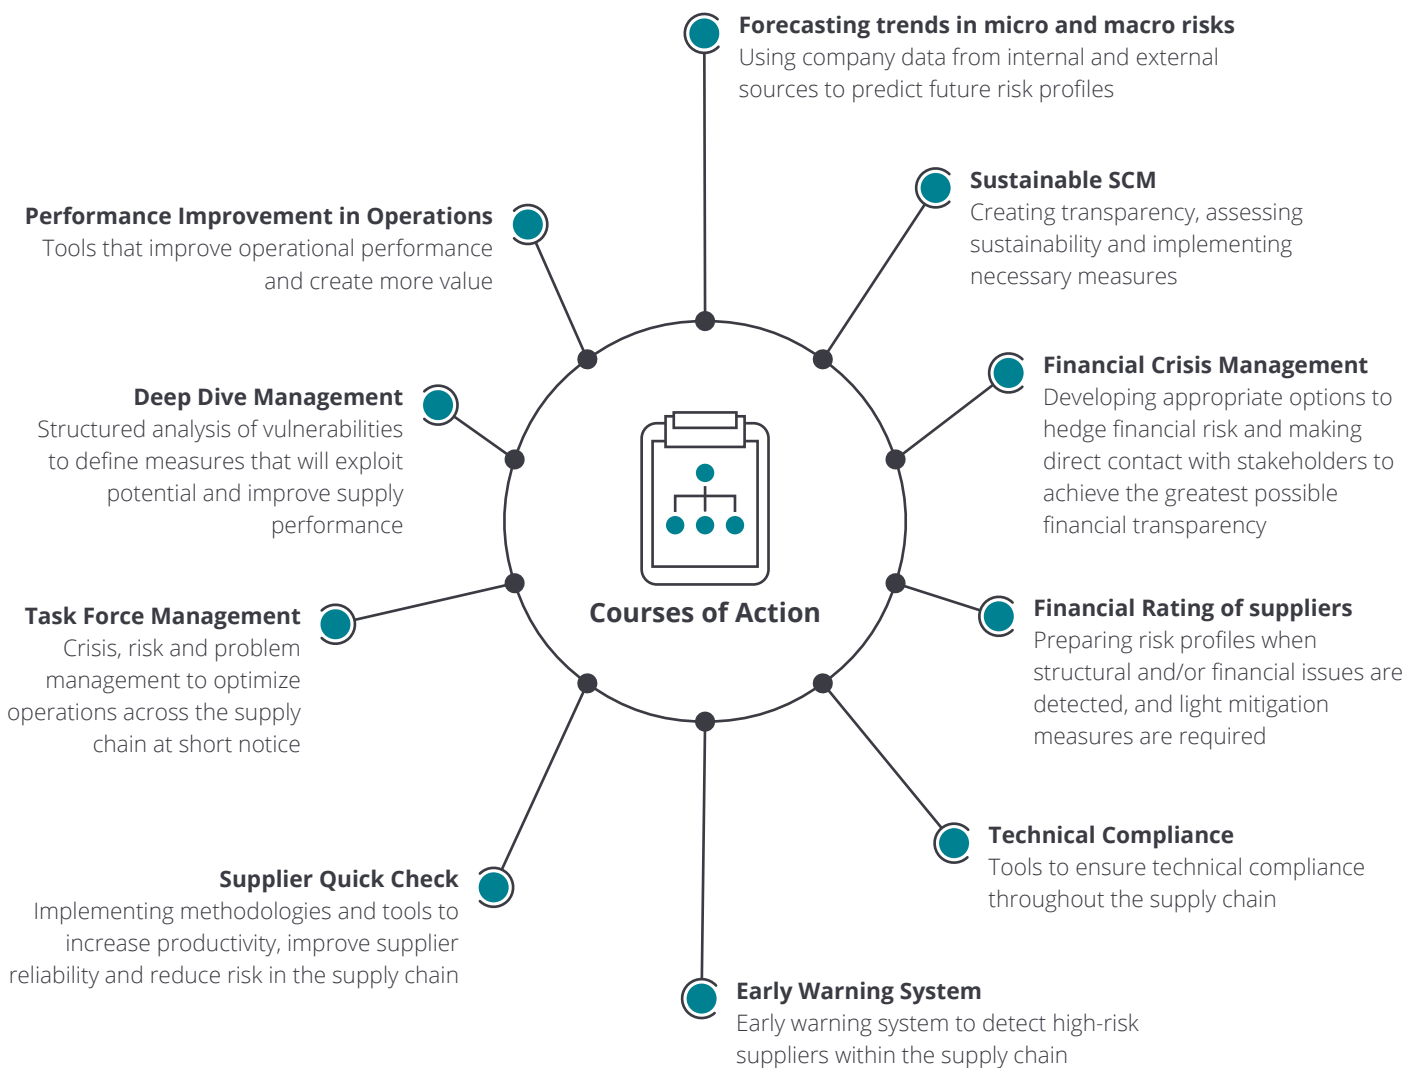 Forecasting trends in micro and macro risks
Using company data from internal and external
sources to predict future risk profiles
Sustainable SCM
Creating transparency, assessing
sustainability and implementing
necessary measures
Financial Crisis Management
Developing appropriate options to
hedge financial risk and making
direct contact with stakeholders to
achieve the greatest possible
financial transparency
Financial Rating of suppliers
Preparing risk profiles when
structural and/or financial issues are
detected, and light mitigation
measures are required
Technical Compliance
Tools to ensure technical compliance
throughout the supply chain
Early Warning System
Early warning system to detect high-risk
suppliers within the supply chain
Supplier Quick Check
Implementing methodologies and tools to
increase productivity, improve supplier
reliability and reduce risk in the supply chain
Task Force Management
Crisis, risk and problem
management to optimize
operations across the supply
chain at short notice
Deep Dive Management
Structured analysis of vulnerabilities
to define measures that will exploit
potential and improve supply
performance
Performance Improvement in Operations
Tools that improve operational performance
and create more value
Courses of Action